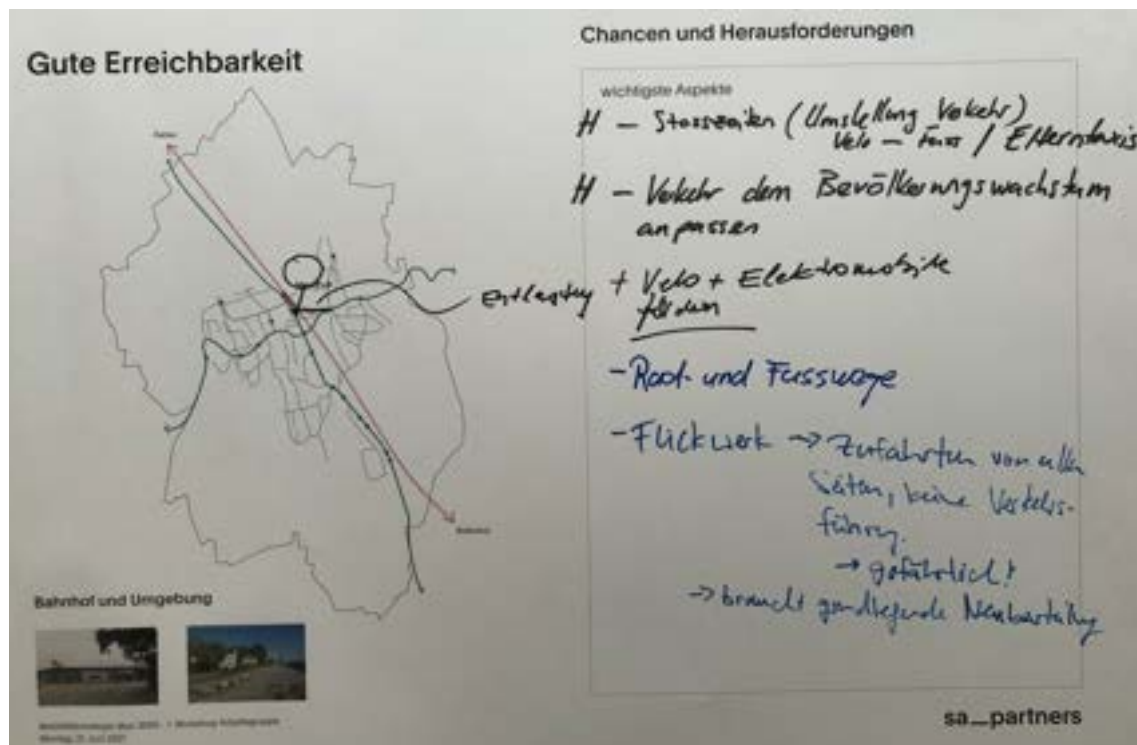 Gute Erreichbarkeit
Bahnhof und Umgebung
Chancen und Herausforderungen
wichtigste Aspekte
H – Stosszeiten (Umstellung Verkehr)
Velo – Fuss / Elterntaxis
H – Verkehr dem Bevölkerungswachstum
anpassen
entlastung + Velo + Elektromobile
fördern
- Rad- und Fusswege
- Flickwerk → Zufahrten von allen
Seiten, keine Verkehrs-
führung.
→ gefährlich!
→ braucht grundlegende
sa_partners